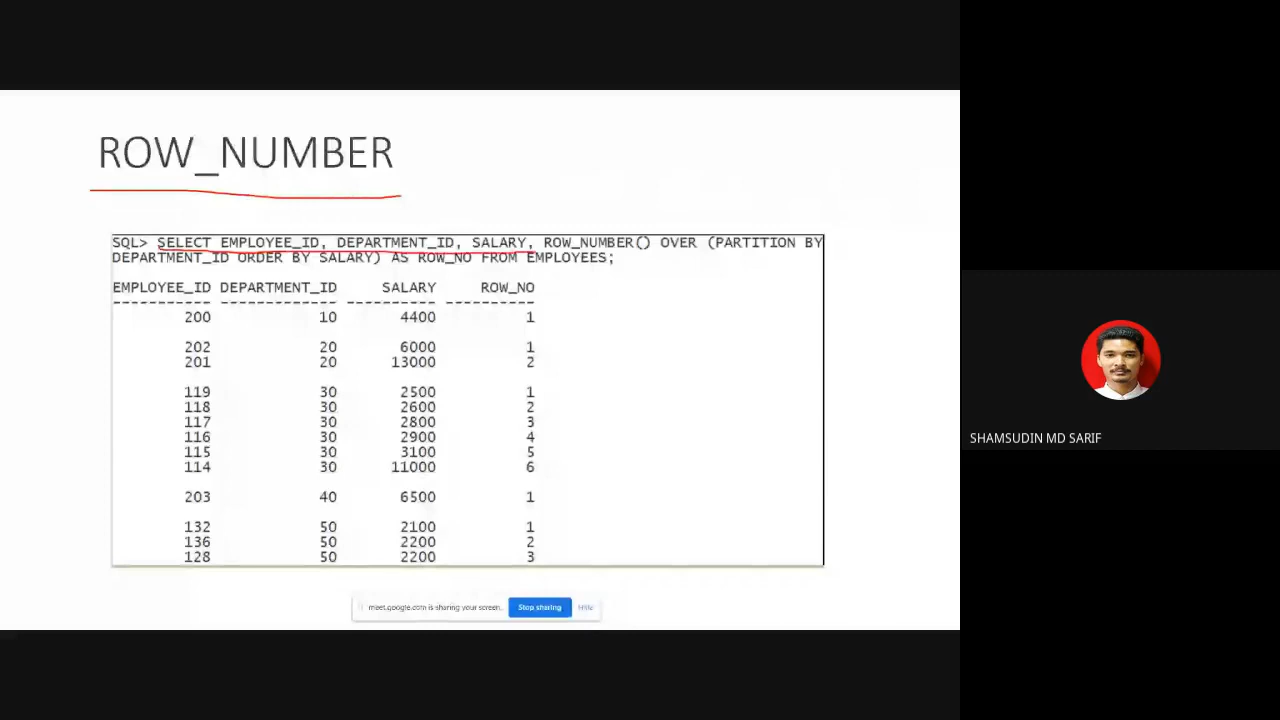 ROW_NUMBER
SQL> SELECT EMPLOYEE_ID, DEPARTMENT_ID, SALARY, ROW_NUMBER() OVER (PARTITION BY
DEPARTMENT_ID ORDER BY SALARY) AS ROW_NO FROM EMPLOYEES;
EMPLOYEE_ID DEPARTMENT_ID SALARY ROW_NO
----------- ------------- ---------- ----------
200 10 4400 1
202 20 6000 1
201 20 13000 2
119 30 2500 1
118 30 2600 2
117 30 2800 3
116 30 2900 4
115 30 3100 5
114 30 11000 6
203 40 6500 1
132 50 2100 1
136 50 2200 2
128 50 2200 3
meet.google.com is sharing your screen. Stop sharing Hide
SHAMSUDIN MD SARIF